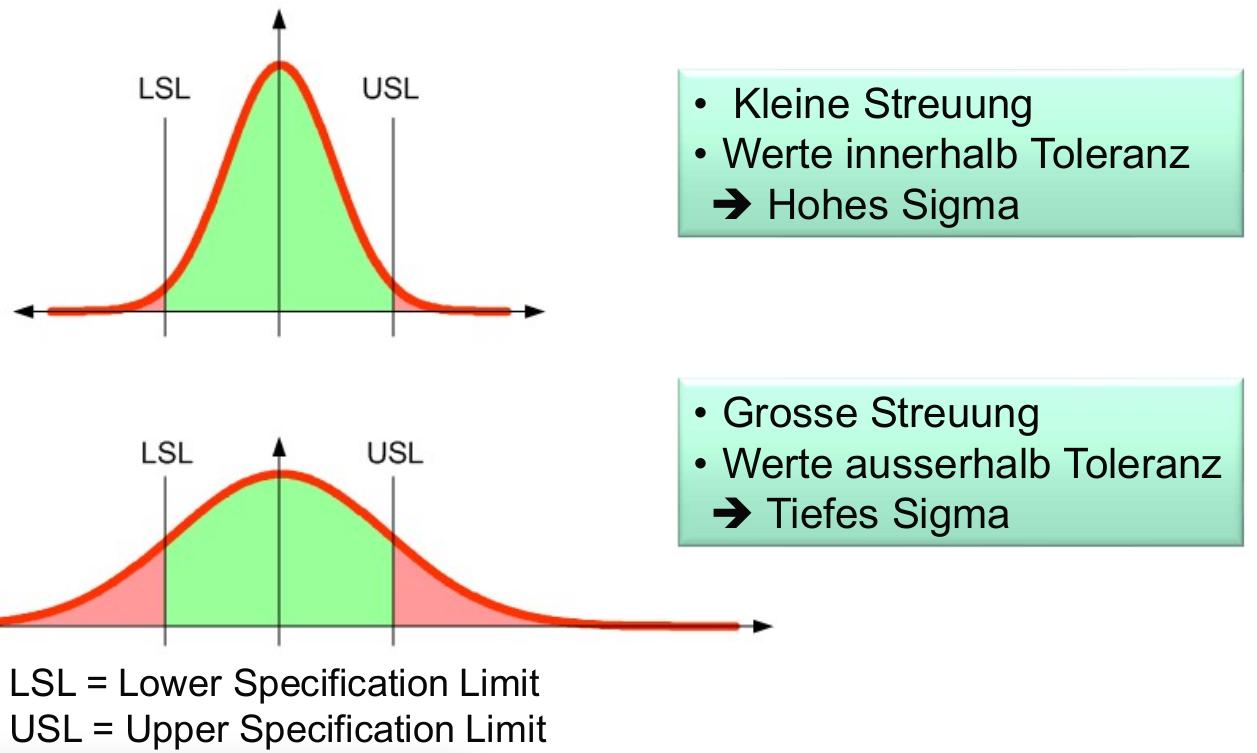 LSL
USL
• Kleine Streuung
• Werte innerhalb Toleranz
➔ Hohes Sigma
LSL
USL
• Grosse Streuung
• Werte ausserhalb Toleranz
➔ Tiefes Sigma
LSL = Lower Specification Limit
USL = Upper Specification Limit